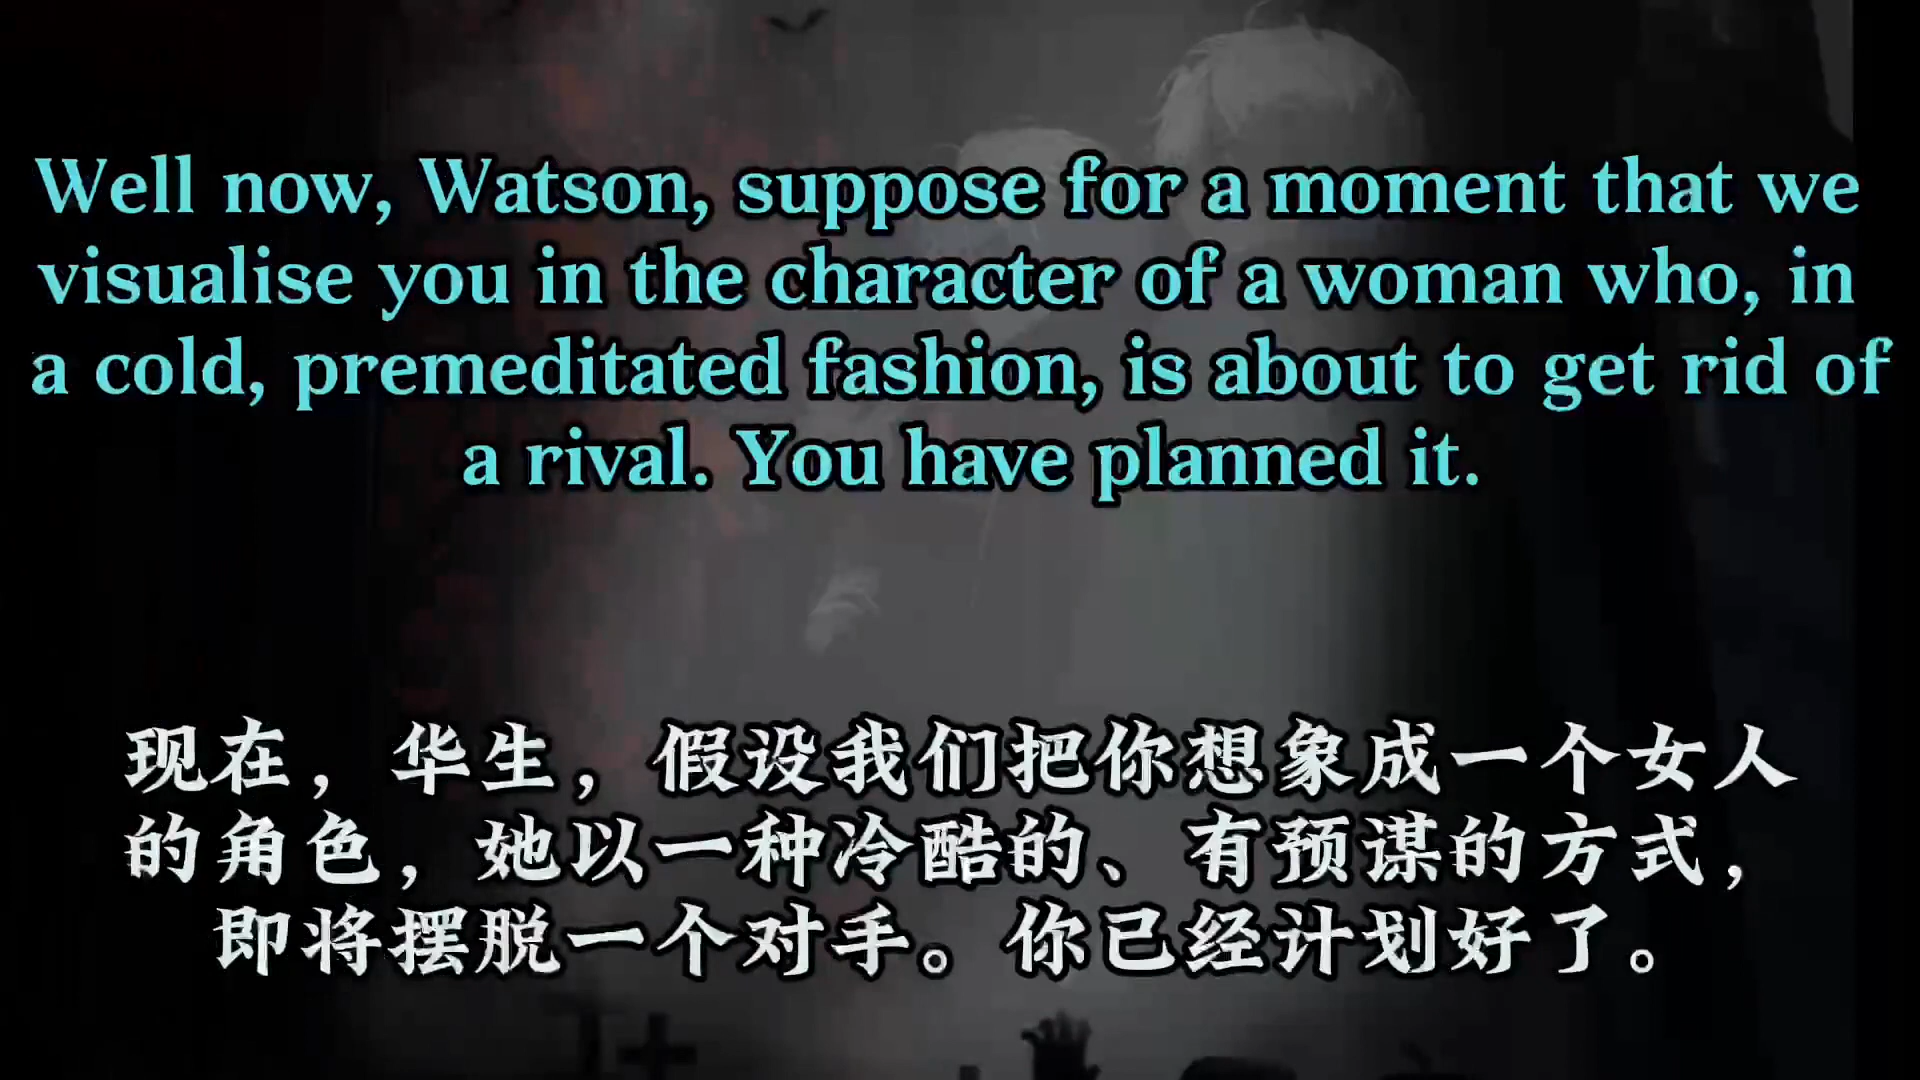 Well now, Watson, suppose for a moment that we
visualise you in the character of a woman who, in
a cold, premeditated fashion, is about to get rid of
a rival. You have planned it.
现在，华生，假设我们把你想象成一个女人
的角色，她以一种冷酷的、有预谋的方式，
即将摆脱一个对手。你已经计划好了。